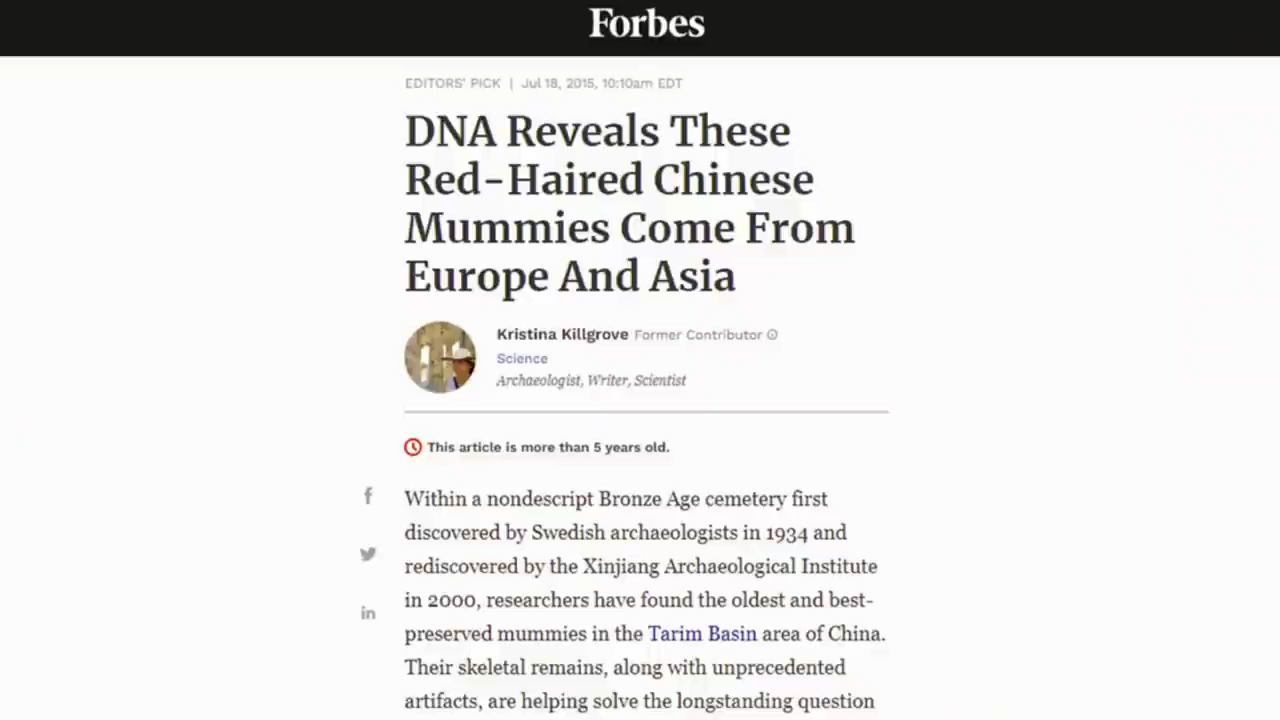 Forbes
EDITORS' PICK | Jul 18, 2015, 10:10am EDT
DNA Reveals These
Red-Haired Chinese
Mummies Come From
Europe And Asia
Kristina Killgrove Former Contributor
Science
Archaeologist, Writer, Scientist
This article is more than 5 years old.
Within a nondescript Bronze Age cemetery first
discovered by Swedish archaeologists in 1934 and
rediscovered by the Xinjiang Archaeological Institute
in 2000, researchers have found the oldest and best-
preserved mummies in the Tarim Basin area of China.
Their skeletal remains, along with unprecedented
artifacts, are helping solve the longstanding question